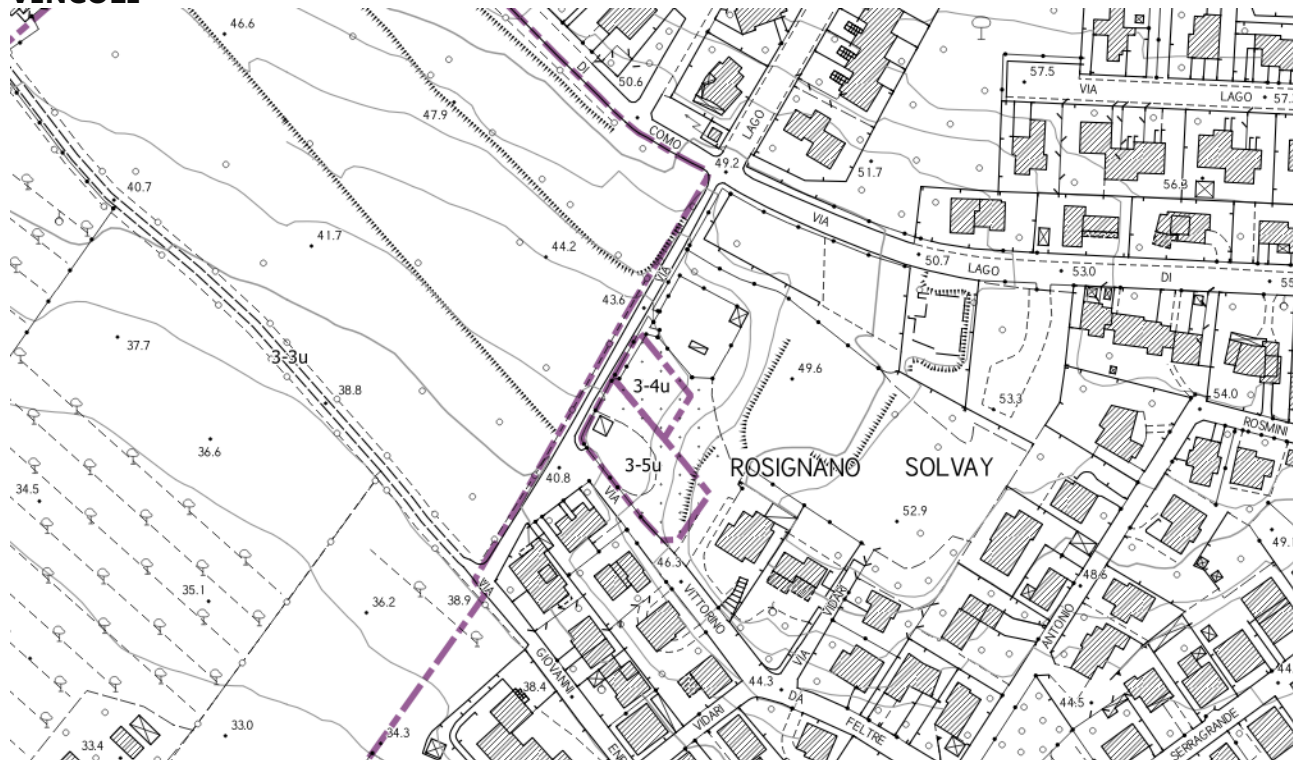 VINCOLI
46.6
DI
50.6
47.9
COMO
LAGO
49.2
51.7
57.5
VIA
LAGO
40.7
41.7
44.2
VIA
56.3
VIA
50.7
LAGO
53.0
DI
43.6
37.7
3-3u
38.8
3-4u
49.6
53.3
54.0
ROSMINI
36.6
34.5
3-5u
ROSIGNANO SOLVAY
40.8
VIA
52.9
46.3
48.6
35.1
36.2
38.9
VIA
VITTORINO
VIDARI
ANTONIO
GIOVANNI
38.4
VIA
44.3
DA
44.5
33.0
34.3
VIDARI
FELTRE
SERRAGRANDE
33.4